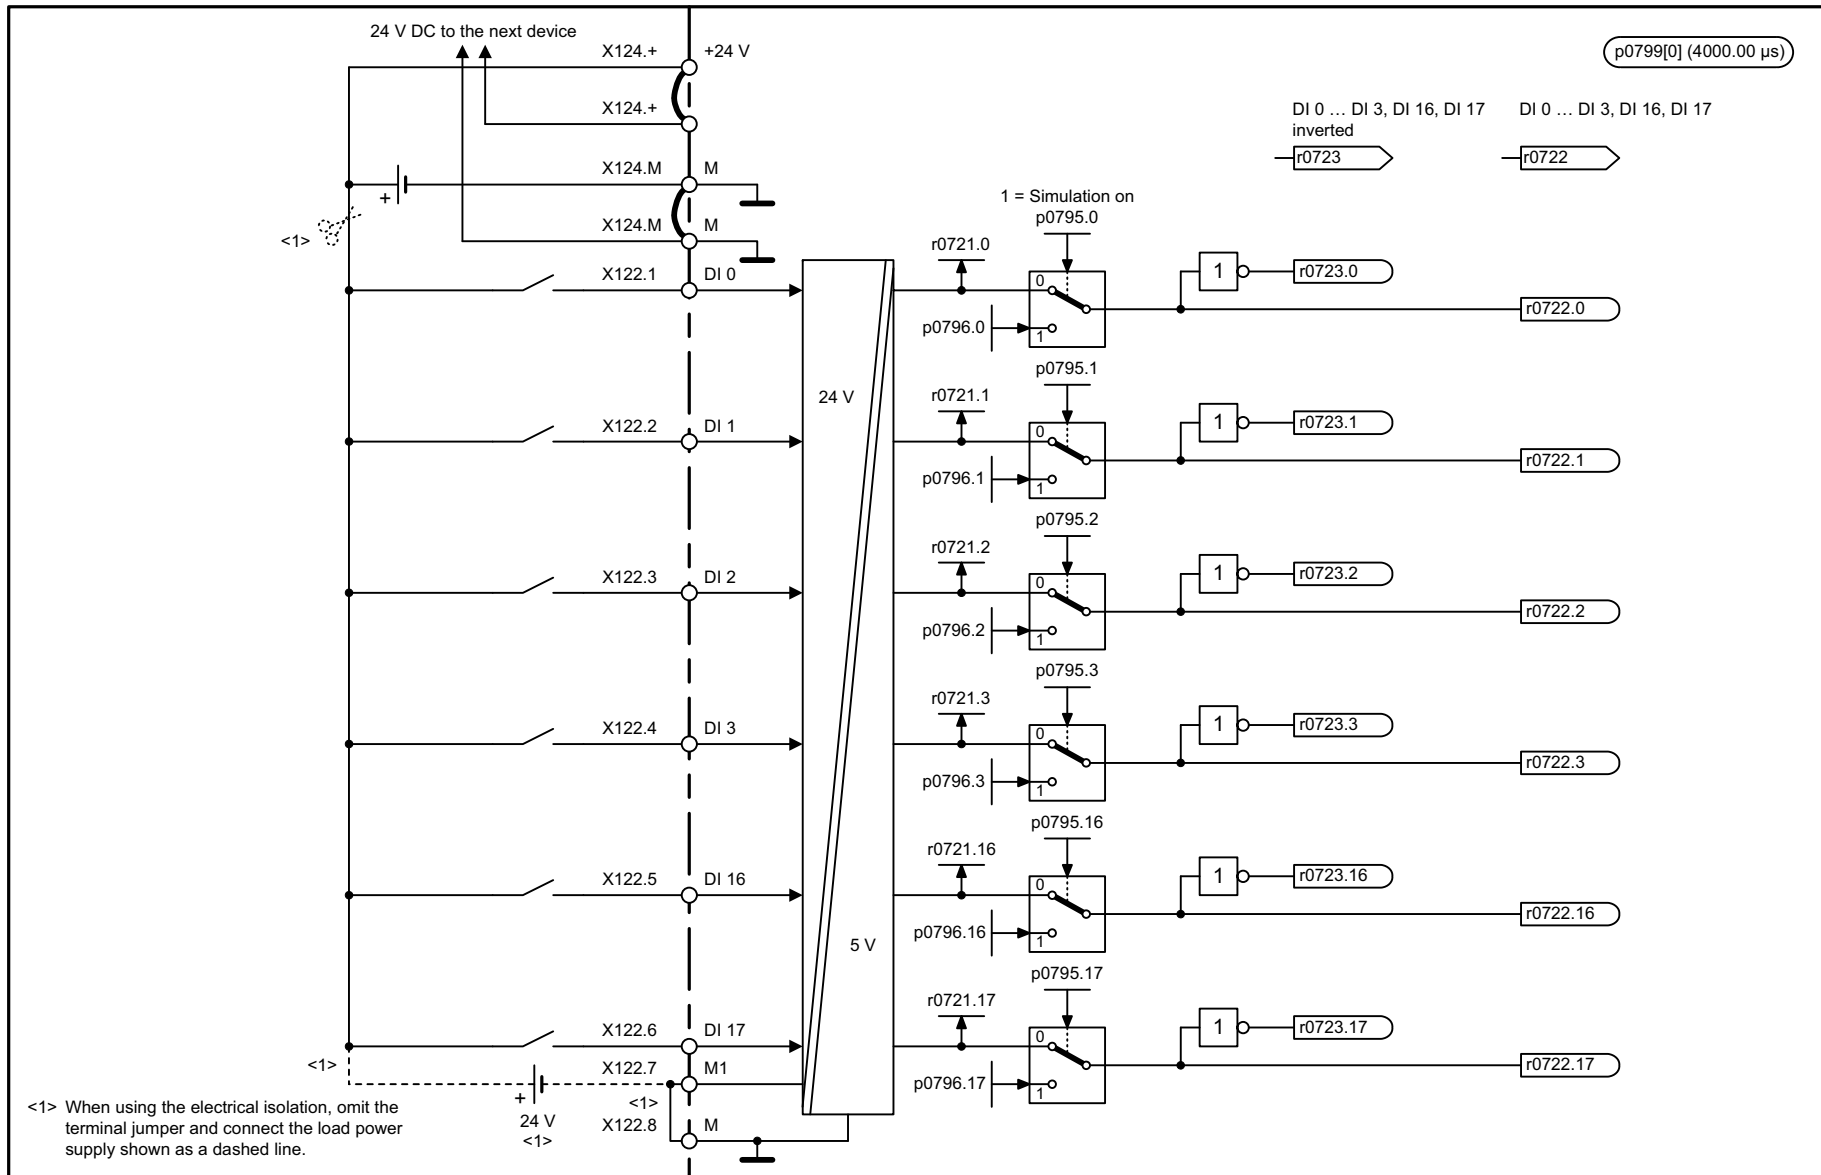 24 V DC to the next device
X124.+
+24 V
p0799[0] (4000.00 µs)
X124.+
DI 0 … DI 3, DI 16, DI 17
inverted
DI 0 … DI 3, DI 16, DI 17
r0723
r0722
X124.M
M
+
1 = Simulation on
p0795.0
X124.M
M
<1>
X122.1
DI 0
r0721.0
0
1
r0723.0
r0722.0
p0796.0
1
p0795.1
24 V
X122.2
DI 1
r0721.1
0
1
r0723.1
r0722.1
p0796.1
1
p0795.2
X122.3
DI 2
r0721.2
0
1
r0723.2
r0722.2
p0796.2
1
p0795.3
X122.4
DI 3
r0721.3
0
1
r0723.3
r0722.3
p0796.3
1
p0795.16
X122.5
DI 16
r0721.16
0
1
r0723.16
r0722.16
p0796.16
1
5 V
p0795.17
X122.6
DI 17
r0721.17
0
1
r0723.17
r0722.17
p0796.17
1
<1>
X122.7
M1
+
24 V
<1>
<1>
X122.8
M
<1> When using the electrical isolation, omit the
terminal jumper and connect the load power
supply shown as a dashed line.